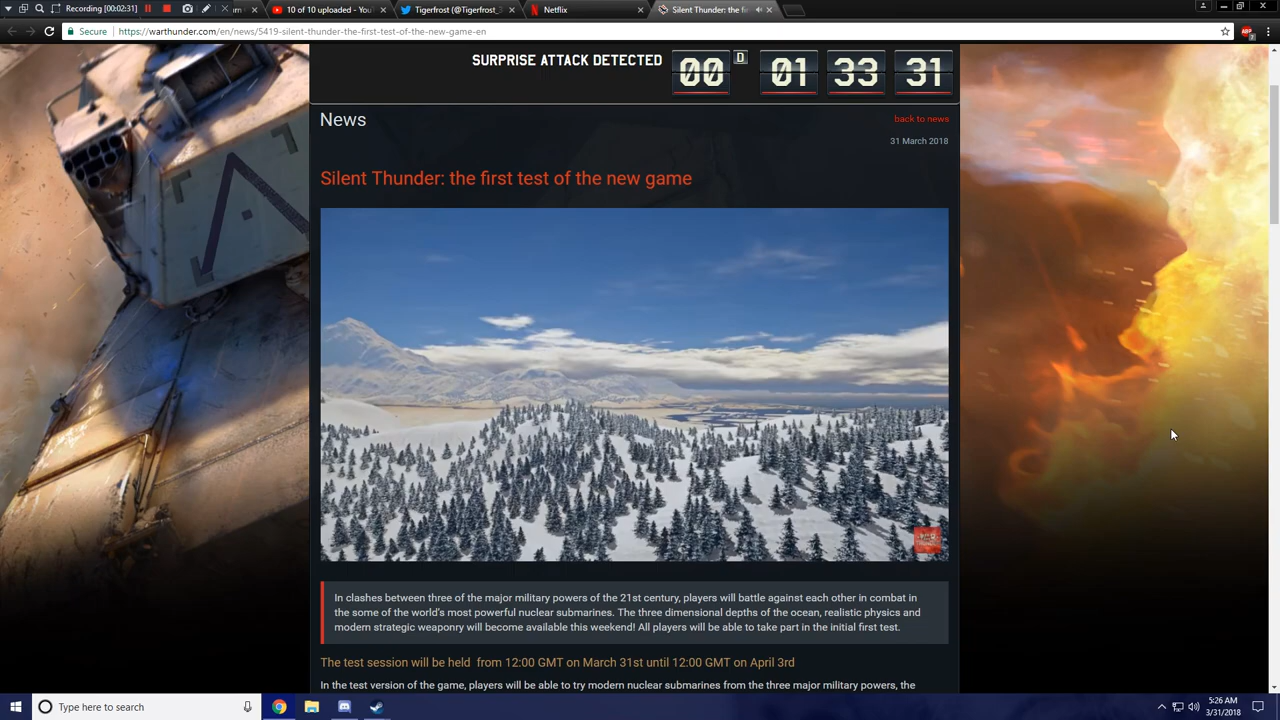 Recording [00:02:31]
10 of 10 uploaded - You
Tigerfrost (@Tigerfrost_
Netflix
Silent Thunder: the fi
Secure
https://warthunder.com/en/news/5419-silent-thunder-the-first-test-of-the-new-game-en
SURPRISE ATTACK DETECTED 00 D 01 33 31
News
back to news
31 March 2018
Silent Thunder: the first test of the new game
In clashes between three of the major military powers of the 21st century, players will battle against each other in combat in
the some of the world's most powerful nuclear submarines. The three dimensional depths of the ocean, realistic physics and
modern strategic weaponry will become available this weekend! All players will be able to take part in the initial first test.
The test session will be held from 12:00 GMT on March 31st until 12:00 GMT on April 3rd
In the test version of the game, players will be able to try modern nuclear submarines from the three major military powers, the
Type here to search
5:26 AM
3/31/2018